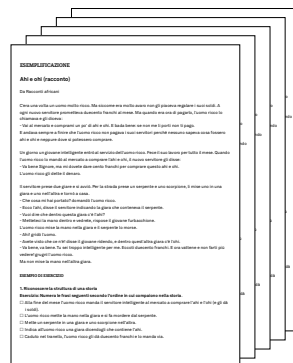 ESEMPLIFICAZIONE
Ahi e ohi (racconto)
Da Racconti africani
C'era una volta un uomo molto ricco. Ma siccome era molto avaro non gli piaceva regalare i suoi soldi. A
ogni nuovo servitore prometteva duecento franchi al mese. Ma quando era ora di pagarlo, l'uomo ricco lo
chiamava e gli diceva:
- Vai al mercato e comprami un po' di ahi e ohi. E bada bene: se non me li porti non ti pago.
E andava sempre a finire che l'uomo ricco non pagava i suoi servitori perché nessuno sapeva cosa fossero
ahi e ohi e neppure dove si potessero comprare.
Un giorno un giovane intelligente entrò al servizio dell'uomo ricco. Fece il suo lavoro per tutto il mese. Quando
l'uomo ricco lo mandò al mercato a comprare l'ahi e l'ohi, il nuovo servitore gli disse:
- Va bene Signore, ma mi dovete dare cento franchi per comprare questo ahi e ohi.
L'uomo ricco gli dette il denaro.
Il servitore prese due giare e si avviò. Per la strada prese un serpente e uno scorpione, li mise uno in una
giara e uno nell'altra e tornò a casa.
- Che cosa mi hai portato? domandò l'uomo ricco.
- Ecco l'ahi, disse il servitore indicando la giara che conteneva il serpente.
- Vuoi dire che dentro questa giara c'è l'ahi?
- Mettetec la mano dentro e vedrete, rispose il giovane furbacchione.
L'uomo ricco mise la mano nella giara e il serpente lo morse.
- Ahi! gridò l'uomo.
- Avete visto che ce n'è? disse il giovane ridendo, e dentro quest'altra giara c'è l'ohi.
- Va bene, va bene. Tu sei troppo intelligente per me. Eccoti duecento franchi. E ora vattene e non farti più
vedere! gridò l'uomo ricco.
Ma non mise la mano nell'altra giara.
ESEMPIO DI ESERCIZIO
1. Riconoscere la struttura di una storia
Esercizio: Numera le frasi seguenti secondo l'ordine in cui compaiono nella storia.
☐ Alla fine del mese l'uomo ricco manda il servitore intelligente al mercato a comprare l'ahi e l'ohi (e gli dà
i soldi).
☐ L'uomo ricco mette la mano nella giara e si fa mordere dal serpente.
☐ Mette un serpente in una giara e uno scorpione nell'altra.
☐ Indica all'uomo ricco una giara dicendogli che contiene l'ahi.
☐ Caduto nel tranello, l'uomo ricco gli dà duecento franchi e lo manda via.